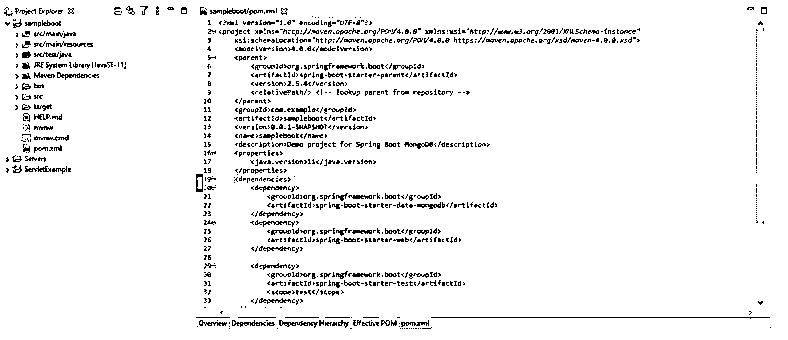 Project Explorer
sampleboot
src/main/java
src/main/resources
src/test/java
JRE System Library [JavaSE-11]
Maven Dependencies
src
target
HELP.md
mvnw
mvnw.cmd
pom.xml
Servers
ServletExample
sampleboot/pom.xml
1 <?xml version="1.0" encoding="UTF-8"?>
2 <project xmlns="http://maven.apache.org/POM/4.0.0" xmlns:xsi="http://www.w3.org/2001/XMLSchema-instance"
3 xsi:schemaLocation="http://maven.apache.org/POM/4.0.0 https://maven.apache.org/xsd/maven-4.0.0.xsd">
4 <modelVersion>4.0.0</modelVersion>
5 <parent>
6 <groupId>org.springframework.boot</groupId>
7 <artifactId>spring-boot-starter-parent</artifactId>
8 <version>2.5.4</version>
9 <relativePath/> <!-- lookup parent from repository -->
10 </parent>
11 <groupId>com.example</groupId>
12 <artifactId>sampleboot</artifactId>
13 <version>0.0.1-SNAPSHOT</version>
14 <name>sampleboot</name>
15 <description>Demo project for Spring Boot MongoDB</description>
16 <properties>
17 <java.version>11</java.version>
18 </properties>
19 <dependencies>
20 <dependency>
21 <groupId>org.springframework.boot</groupId>
22 <artifactId>spring-boot-starter-data-mongodb</artifactId>
23 </dependency>
24 <dependency>
25 <groupId>org.springframework.boot</groupId>
26 <artifactId>spring-boot-starter-web</artifactId>
27 </dependency>
28
29 <dependency>
30 <groupId>org.springframework.boot</groupId>
31 <artifactId>spring-boot-starter-test</artifactId>
32 <scope>test</scope>
33 </dependency>
Overview Dependencies Dependency Hierarchy Effective POM pom.xml